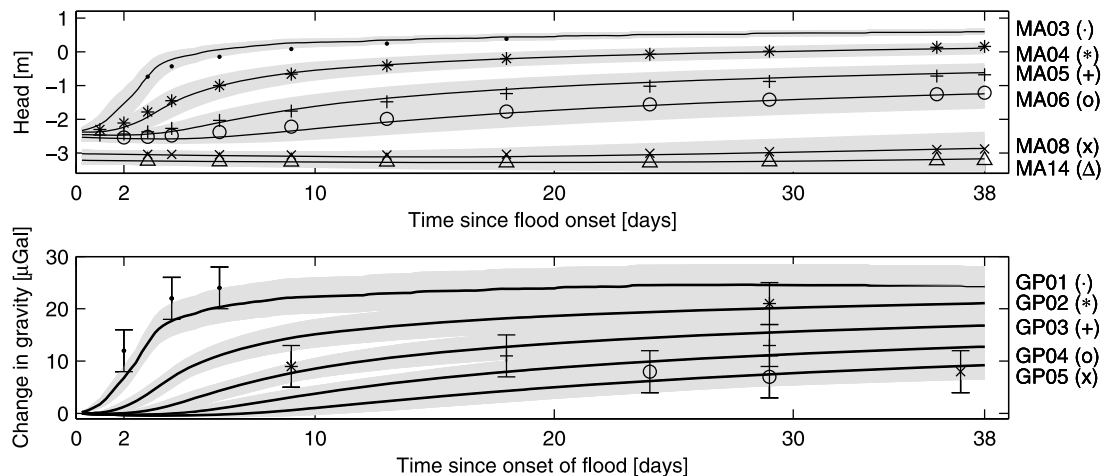 1
0
−1
−2
−3
Head [m]
MA03 (·)
MA04 (*)
MA05 (+)
MA06 (o)
MA08 (x)
MA14 (Δ)
0 2 10 20 30 38
Time since flood onset [days]
30
20
10
0
Change in gravity [μGal]
GP01 (·)
GP02 (*)
GP03 (+)
GP04 (o)
GP05 (x)
0 2 10 20 30 38
Time since onset of flood [days]